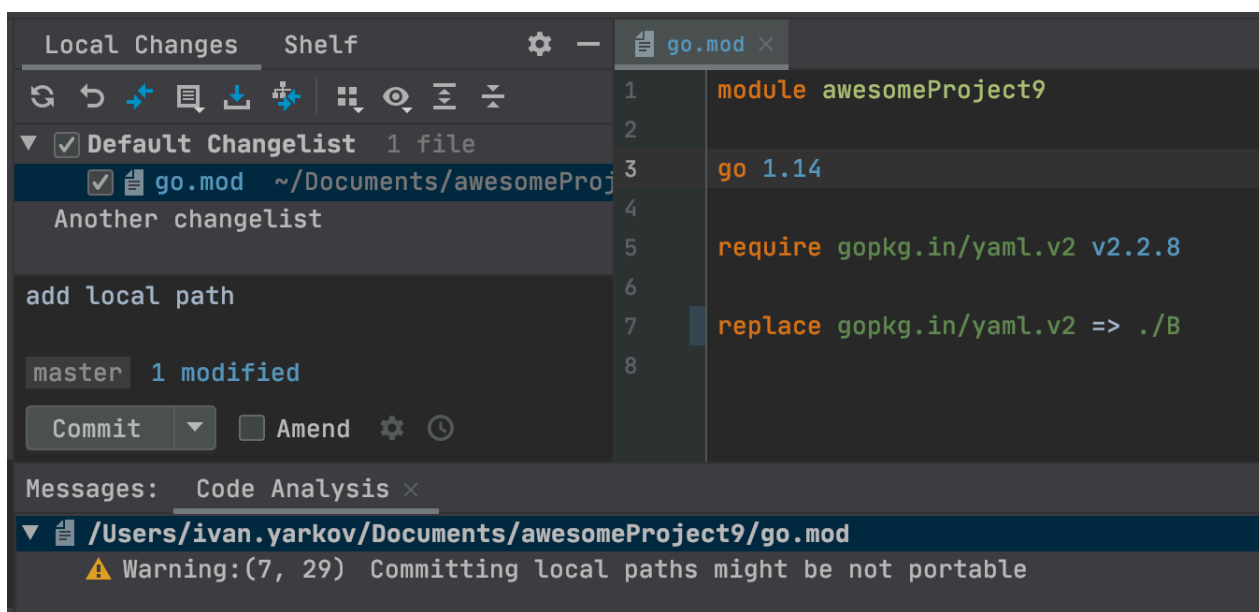 Local Changes Shelf
Default Changelist 1 file
go.mod ~/Documents/awesomeProj
Another changelist
add local path
master 1 modified
Commit Amend
go.mod
1 module awesomeProject9
2
3 go 1.14
4
5 require gopkg.in/yaml.v2 v2.2.8
6
7 replace gopkg.in/yaml.v2 => ./B
8
Messages: Code Analysis
/Users/ivan.yarkov/Documents/awesomeProject9/go.mod
Warning:(7, 29) Committing local paths might be not portable